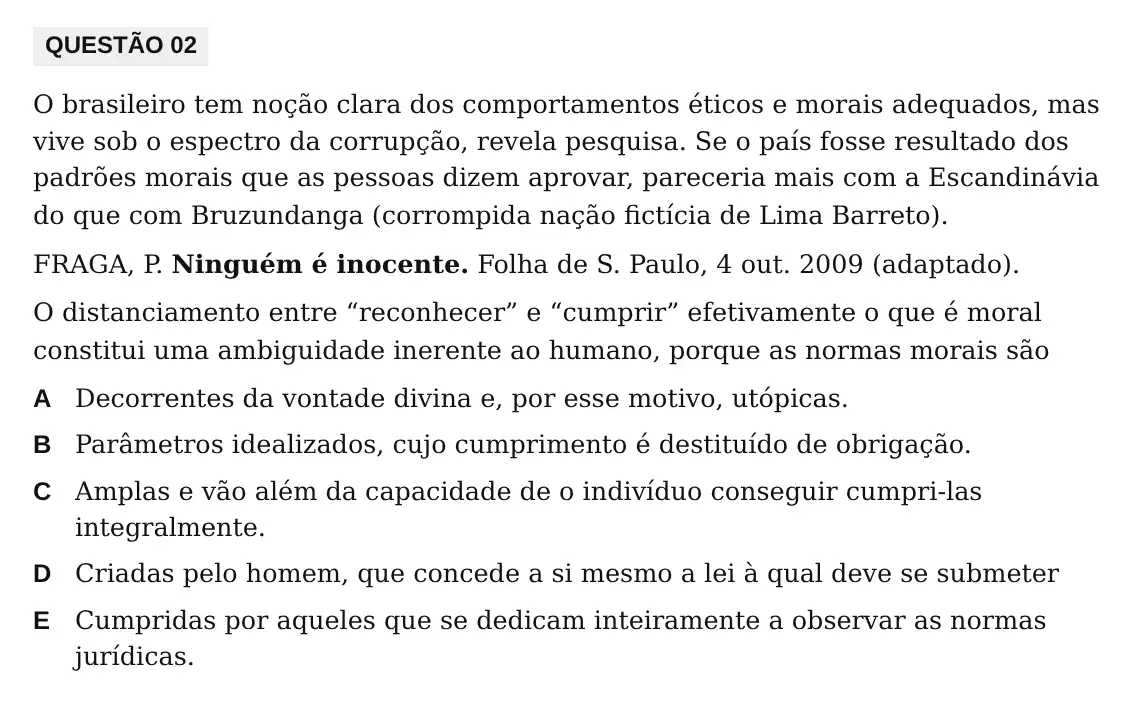 QUESTÃO 02
O brasileiro tem noção clara dos comportamentos éticos e morais adequados, mas
vive sob o espectro da corrupção, revela pesquisa. Se o país fosse resultado dos
padrões morais que as pessoas dizem aprovar, pareceria mais com a Escandinávia
do que com Bruzundanga (corrompida nação fictícia de Lima Barreto).
FRAGA, P. Ninguém é inocente. Folha de S. Paulo, 4 out. 2009 (adaptado).
O distanciamento entre “reconhecer” e “cumprir” efetivamente o que é moral
constitui uma ambiguidade inerente ao humano, porque as normas morais são
A Decorrentes da vontade divina e, por esse motivo, utópicas.
B Parâmetros idealizados, cujo cumprimento é destituído de obrigação.
C Amplas e vão além da capacidade de o indivíduo conseguir cumpri-las
integralmente.
D Criadas pelo homem, que concede a si mesmo a lei à qual deve se submeter
E Cumpridas por aqueles que se dedicam inteiramente a observar as normas
jurídicas.